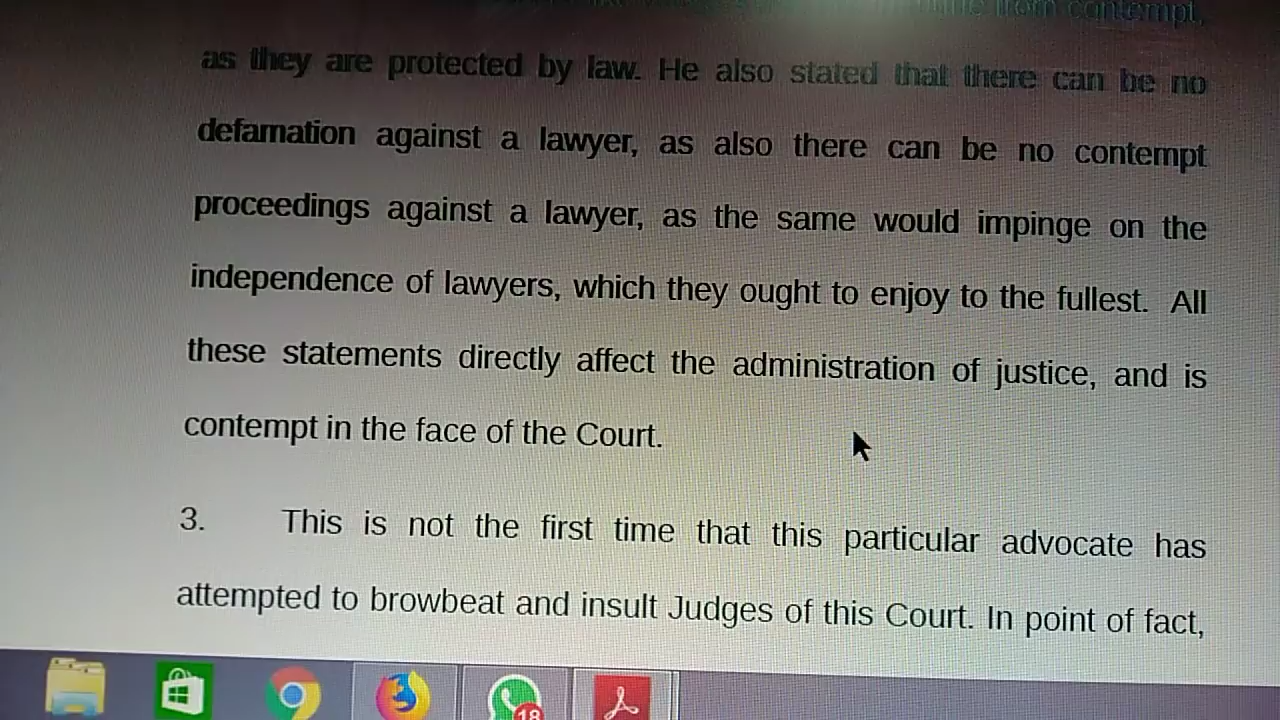 from contempt,
as they are protected by law. He also stated that there can be no
defamation against a lawyer, as also there can be no contempt
proceedings against a lawyer, as the same would impinge on the
independence of lawyers, which they ought to enjoy to the fullest. All
these statements directly affect the administration of justice, and is
contempt in the face of the Court.
3. This is not the first time that this particular advocate has
attempted to browbeat and insult Judges of this Court. In point of fact,
18